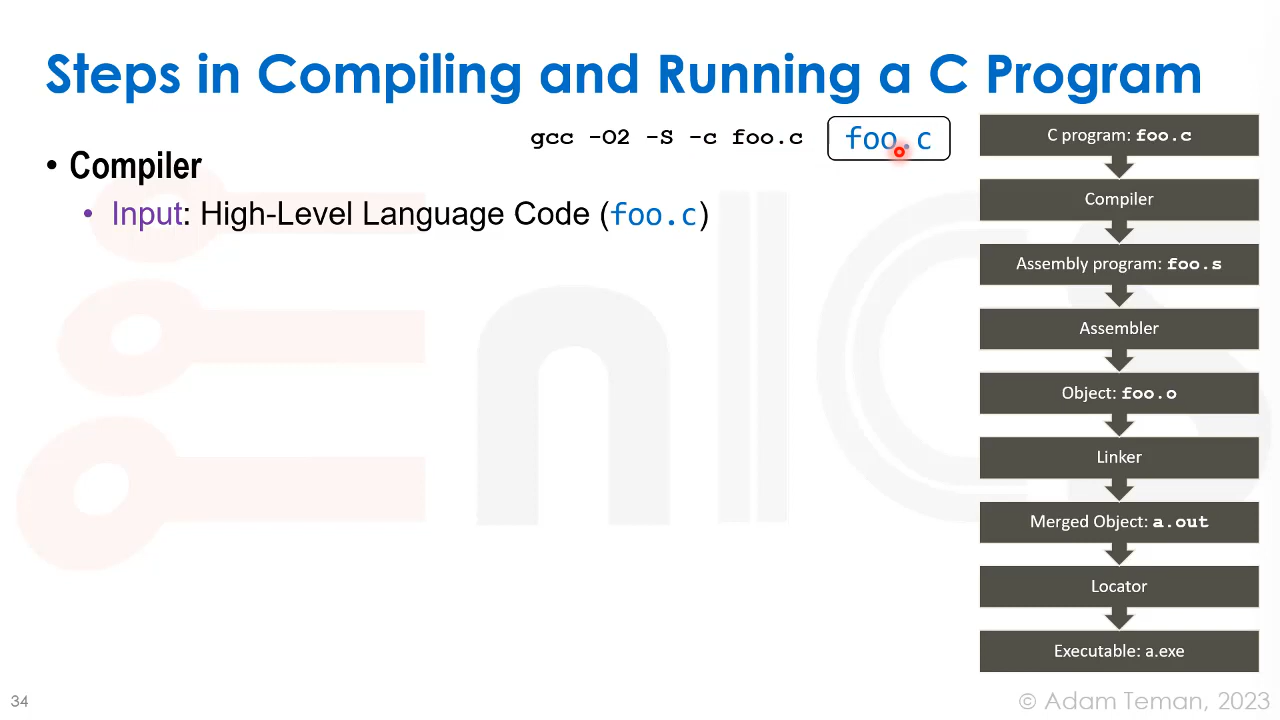 Steps in Compiling and Running a C Program
gcc -O2 -S -c foo.c
foo.c
• Compiler
• Input: High-Level Language Code (foo.c)
C program: foo.c
Compiler
Assembly program: foo.s
Assembler
Object: foo.o
Linker
Merged Object: a.out
Locator
Executable: a.exe
EnICS
34
© Adam Teman, 2023